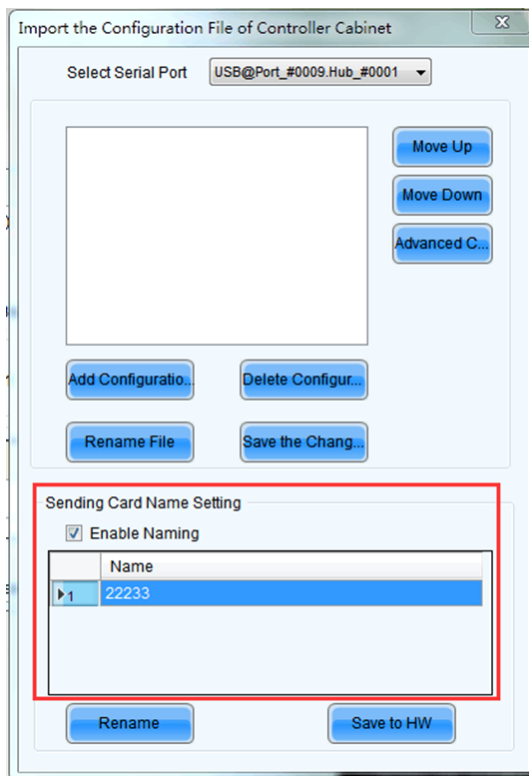 Import the Configuration File of Controller Cabinet
Select Serial Port USB@Port_#0009.Hub_#0001
Move Up
Move Down
Advanced C...
Add Configuratio... Delete Configur...
Rename File Save the Chang...
Sending Card Name Setting
Enable Naming
Name
1 22233
Rename Save to HW